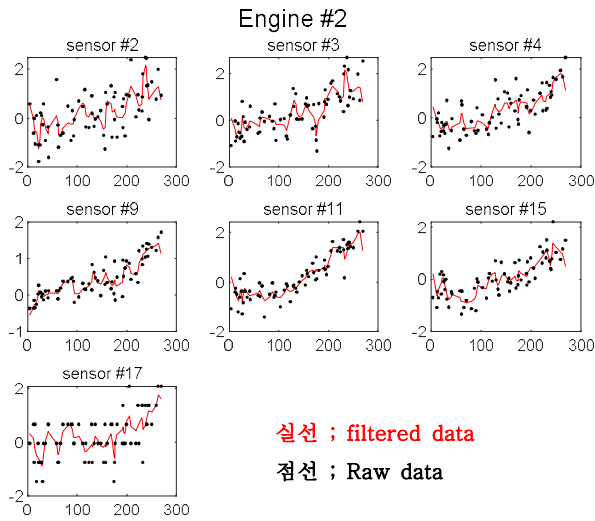 Engine #2
sensor #2
2
0
-2
0 100 200 300
sensor #3
2
0
-2
0 100 200 300
sensor #4
2
0
-2
0 100 200 300
sensor #9
2
1
0
-1
0 100 200 300
sensor #11
2
0
-2
0 100 200 300
sensor #15
2
0
-2
0 100 200 300
sensor #17
2
0
-2
0 100 200 300
실선 ; filtered data
점선 ; Raw data